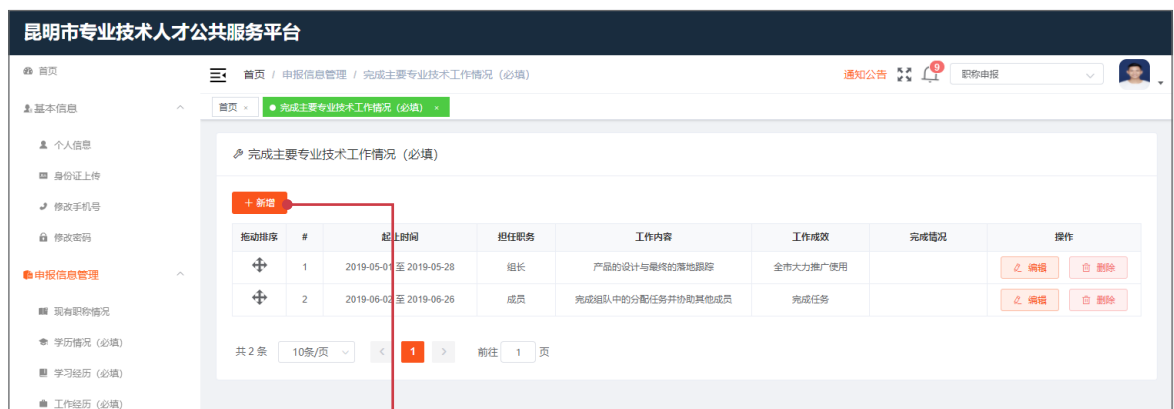 昆明市专业技术人才公共服务平台
首页
首页 / 申报信息管理 / 完成主要专业技术工作情况（必填）
通知公告
9
职称申报
基本信息
首页 ×
完成主要专业技术工作情况（必填） ×
个人信息
身份证上传
修改手机号
修改密码
申报信息管理
现有职称情况
学历情况（必填）
学习经历（必填）
工作经历（必填）
完成主要专业技术工作情况（必填）
+ 新增
拖动排序 # 起止时间 担任职务 工作内容 工作成效 完成情况 操作
1 2019-05-01 至 2019-05-28 组长 产品的设计与最终的落地跟踪 全市大力推广使用 编辑 删除
2 2019-06-02 至 2019-06-26 成员 完成组队中的分配任务并协助其他成员 完成任务 编辑 删除
共 2 条 10条/页 < 1 > 前往 1 页